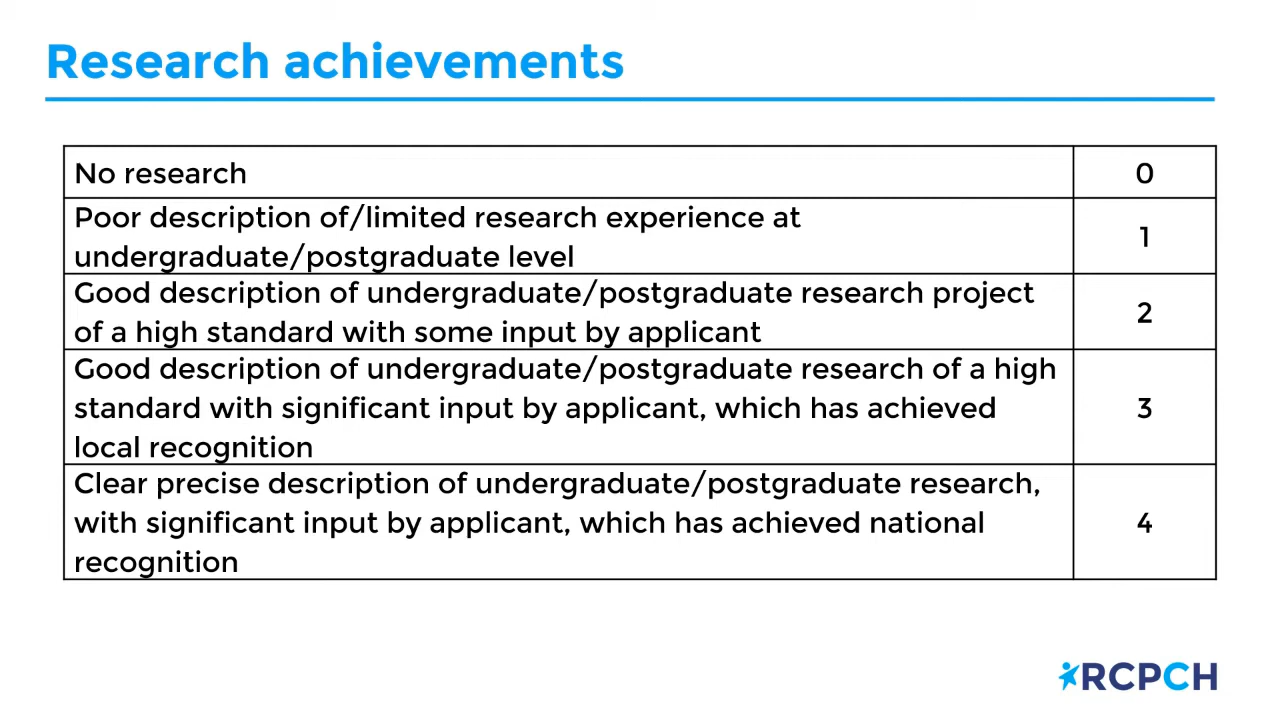 Research achievements
No research
0
Poor description of/limited research experience at
undergraduate/postgraduate level
1
Good description of undergraduate/postgraduate research project
of a high standard with some input by applicant
2
Good description of undergraduate/postgraduate research of a high
standard with significant input by applicant, which has achieved
local recognition
3
Clear precise description of undergraduate/postgraduate research,
with significant input by applicant, which has achieved national
recognition
4
RCPCH